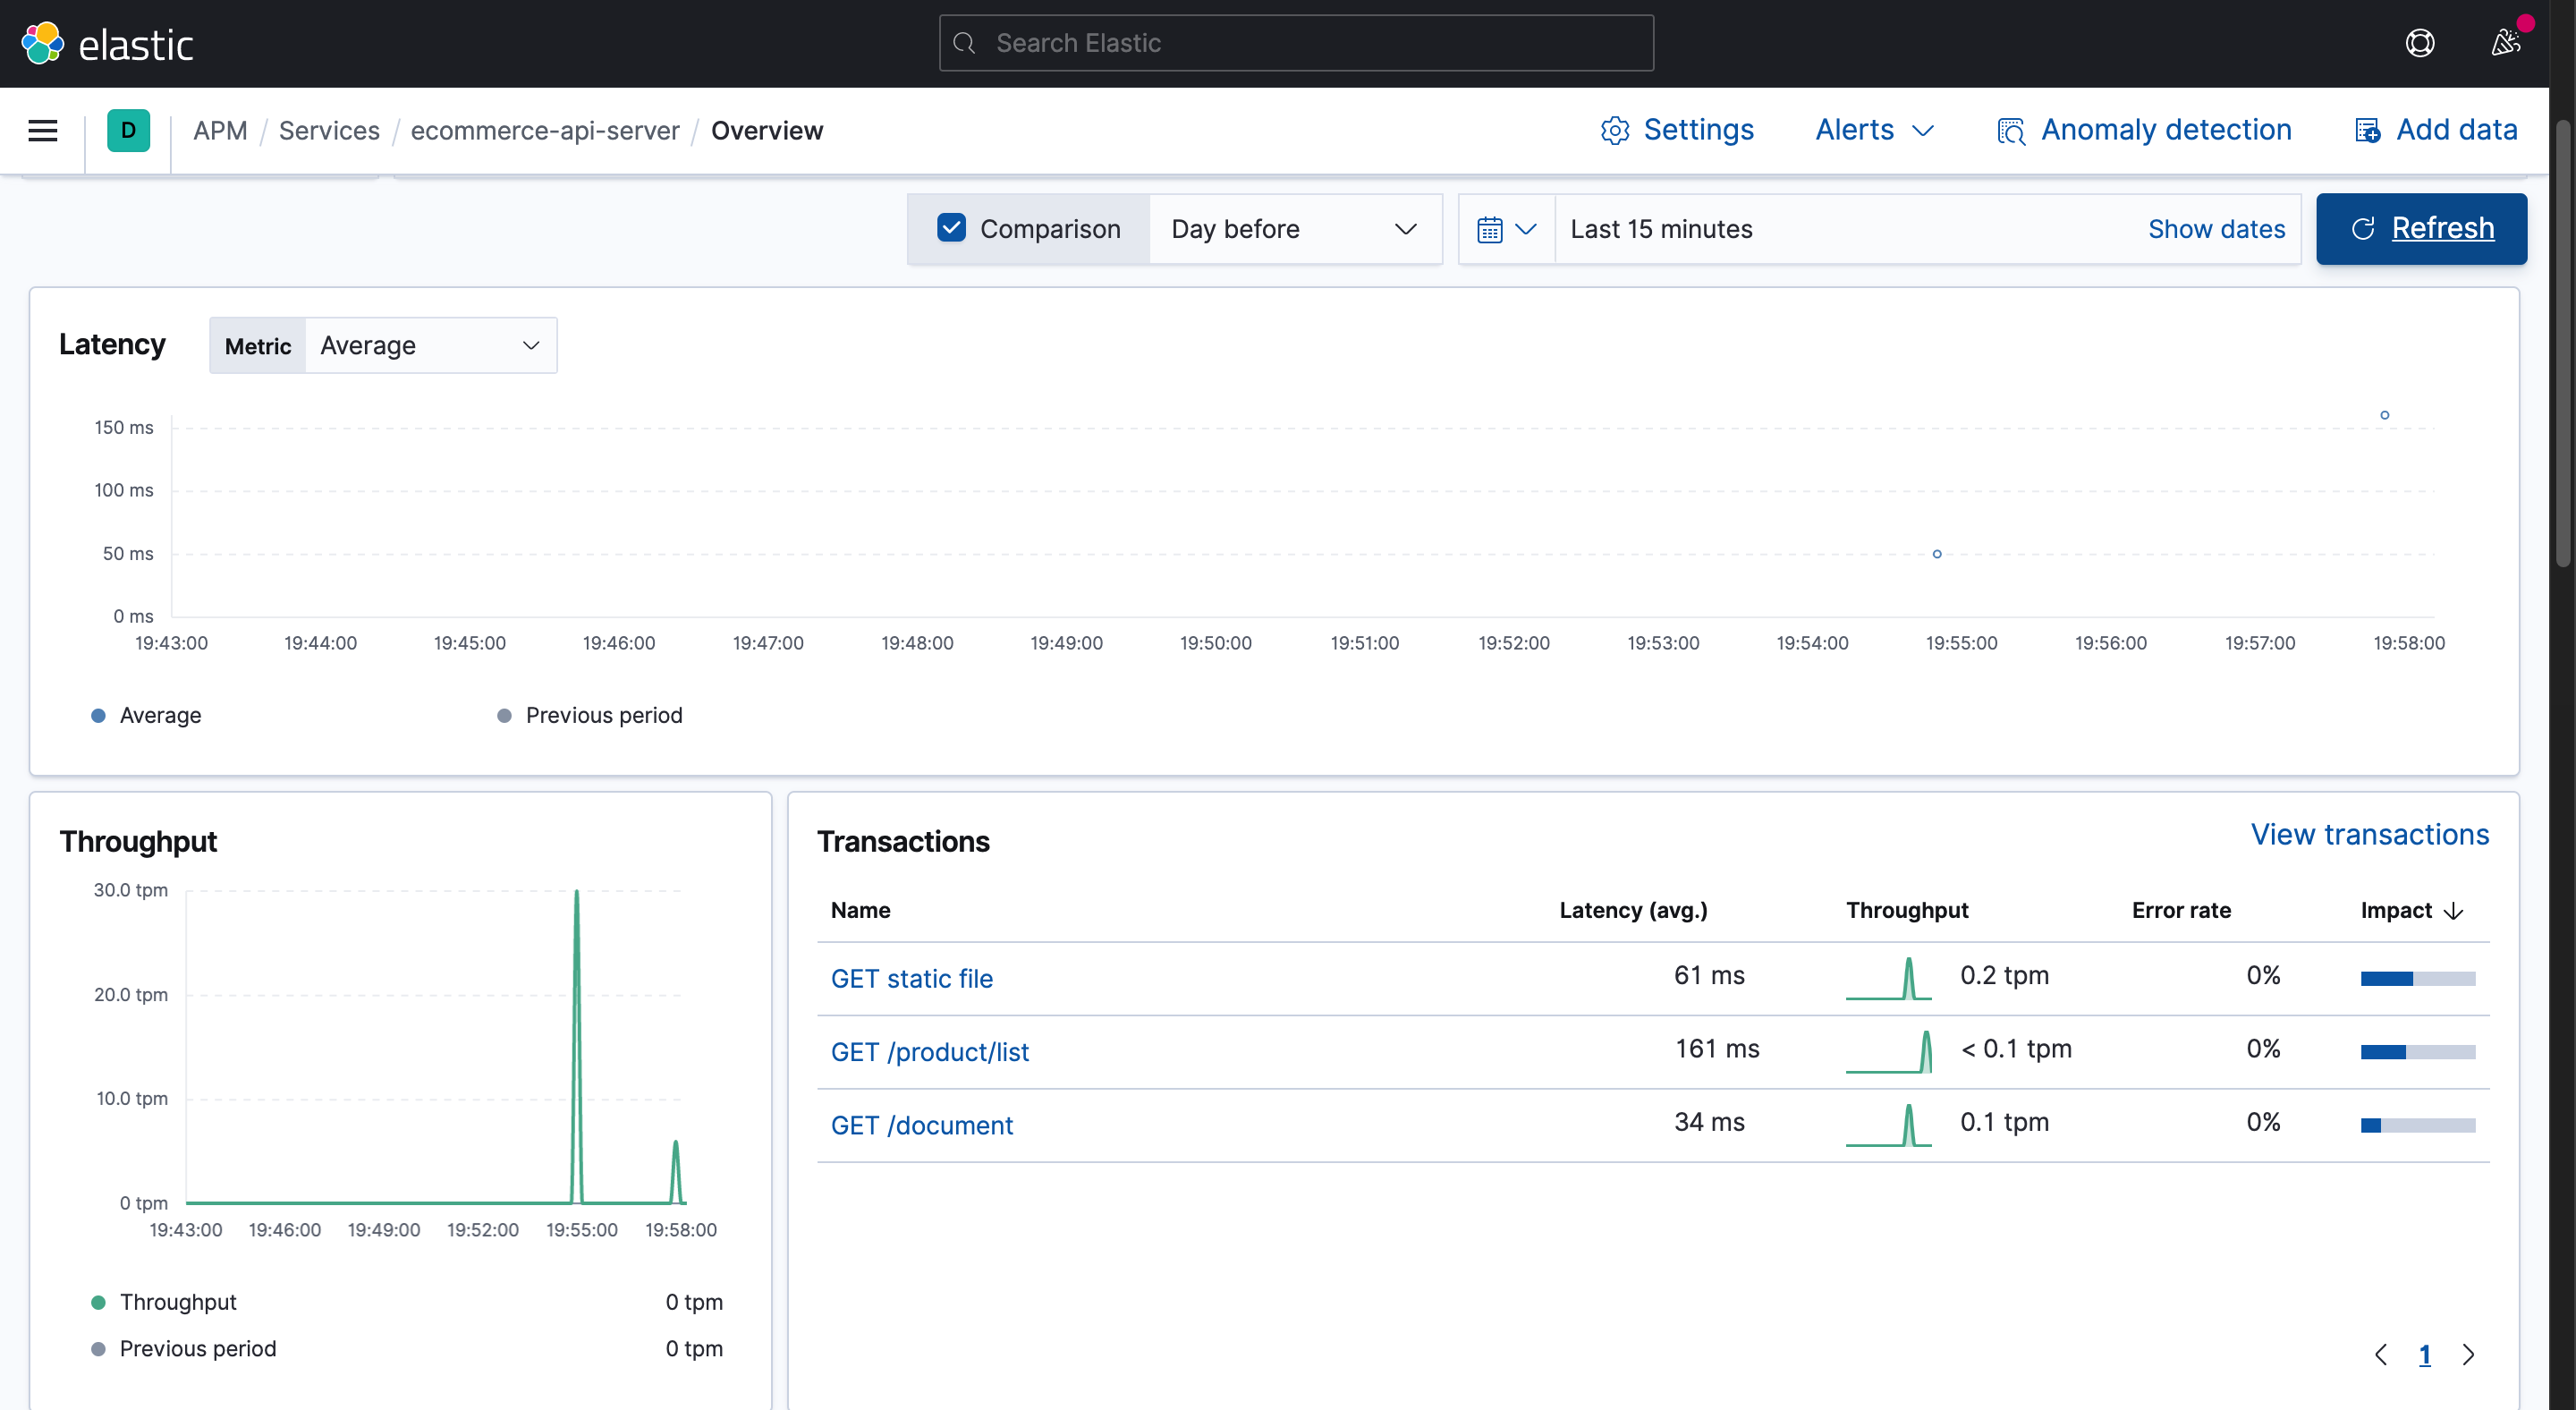 elastic
Search Elastic
D
APM / Services / ecommerce-api-server / Overview
Settings
Alerts
Anomaly detection
Add data
Comparison
Day before
Last 15 minutes
Show dates
Refresh
Latency
Metric
Average
150 ms
100 ms
50 ms
0 ms
19:43:00 19:44:00 19:45:00 19:46:00 19:47:00 19:48:00 19:49:00 19:50:00 19:51:00 19:52:00 19:53:00 19:54:00 19:55:00 19:56:00 19:57:00 19:58:00
Average
Previous period
Throughput
30.0 tpm
20.0 tpm
10.0 tpm
0 tpm
19:43:00 19:46:00 19:49:00 19:52:00 19:55:00 19:58:00
Throughput 0 tpm
Previous period 0 tpm
Transactions
View transactions
Name Latency (avg.) Throughput Error rate Impact
GET static file 61 ms 0.2 tpm 0%
GET /product/list 161 ms < 0.1 tpm 0%
GET /document 34 ms 0.1 tpm 0%
1